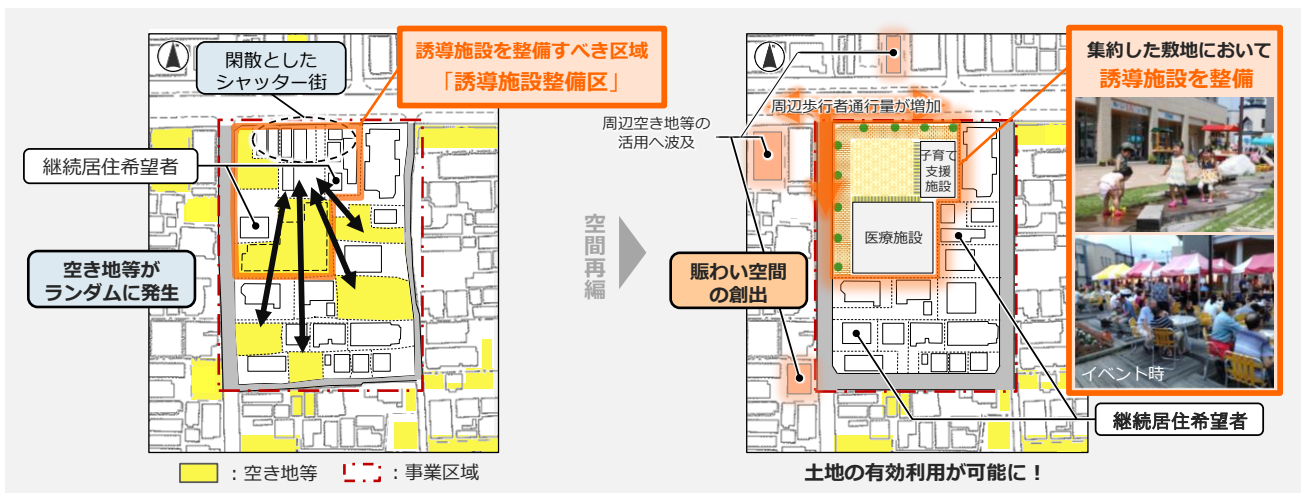 閑散とした
シャッター街
誘導施設を整備すべき区域
「誘導施設整備区」
継続居住希望者
空き地等が
ランダムに発生
：空き地等
：事業区域
空間再編
周辺歩行者通行量が増加
周辺空き地等の
活用へ波及
子育て
支援
施設
医療施設
賑わい空間
の創出
集約した敷地において
誘導施設を整備
イベント時
継続居住希望者
土地の有効利用が可能に！